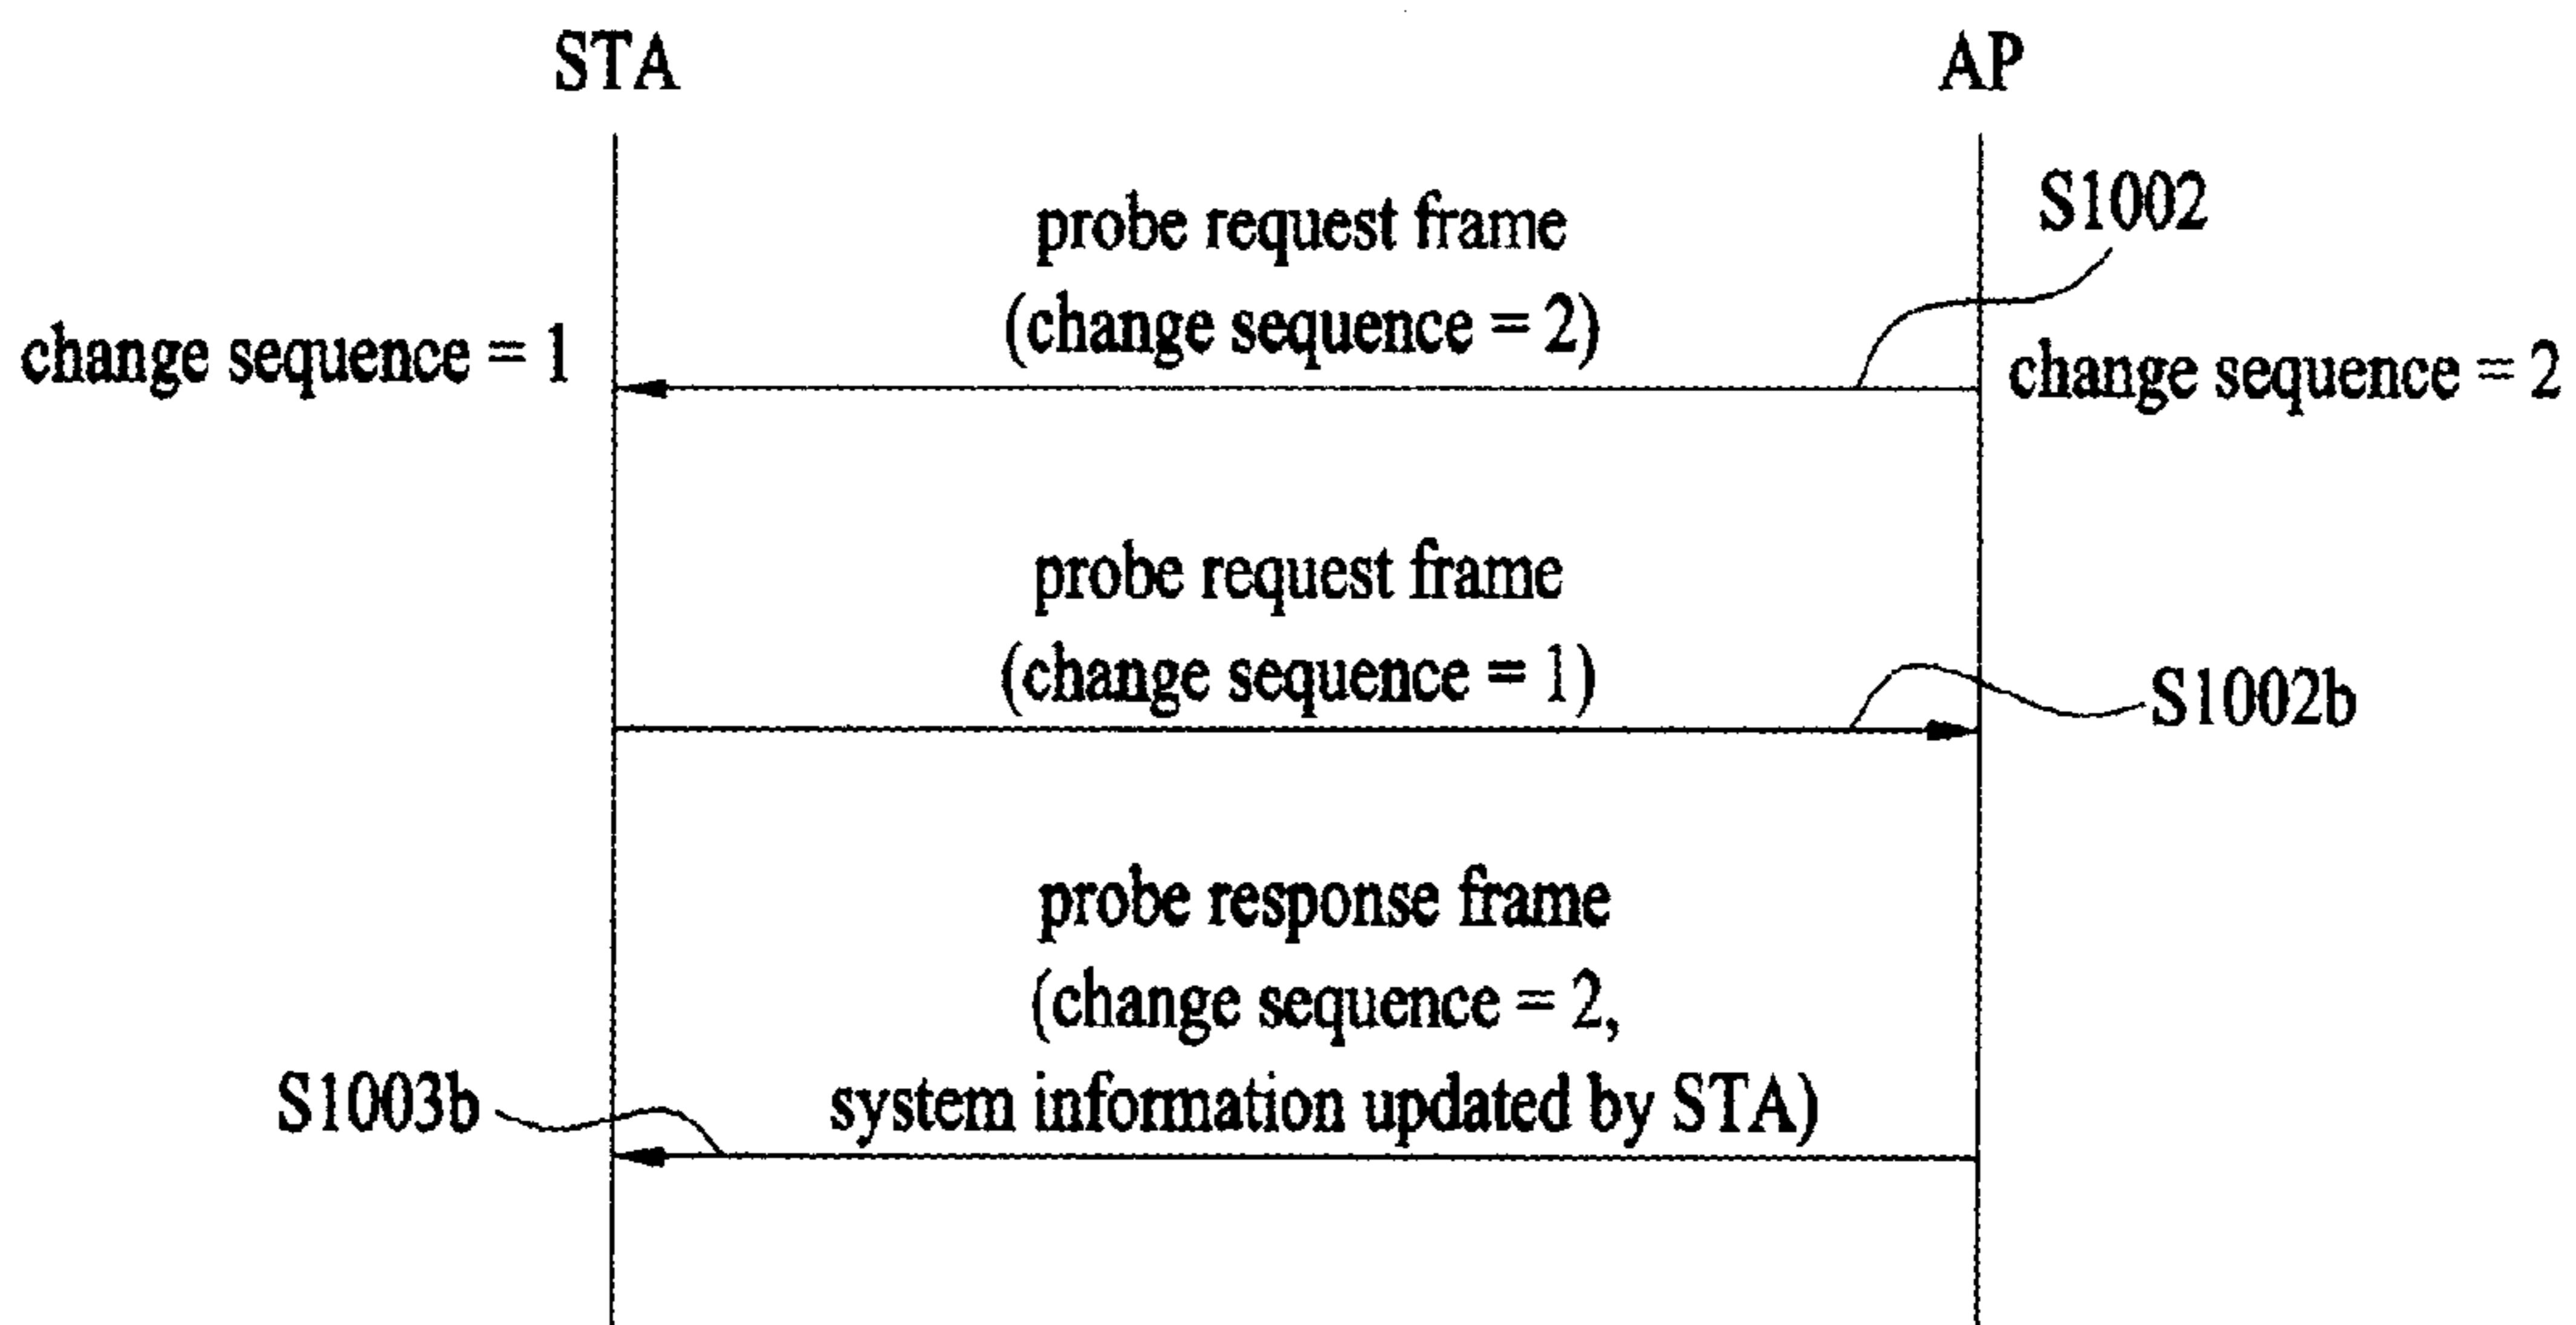 STA
AP
probe request frame
(change sequence = 2)
S1002
change sequence = 1
change sequence = 2
probe request frame
(change sequence = 1)
S1002b
probe response frame
(change sequence = 2,
system information updated by STA)
S1003b